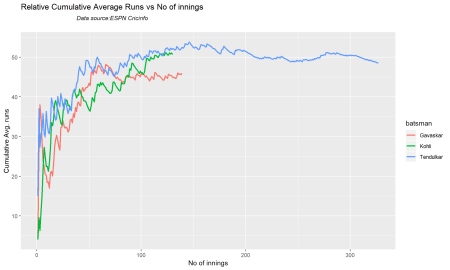 Relative Cumulative Average Runs vs No of innings
Data source:ESPN Cricinfo
Cumulative Avg. runs
50
40
30
20
10
0
100
200
300
No of innings
batsman
Gavaskar
Kohli
Tendulkar